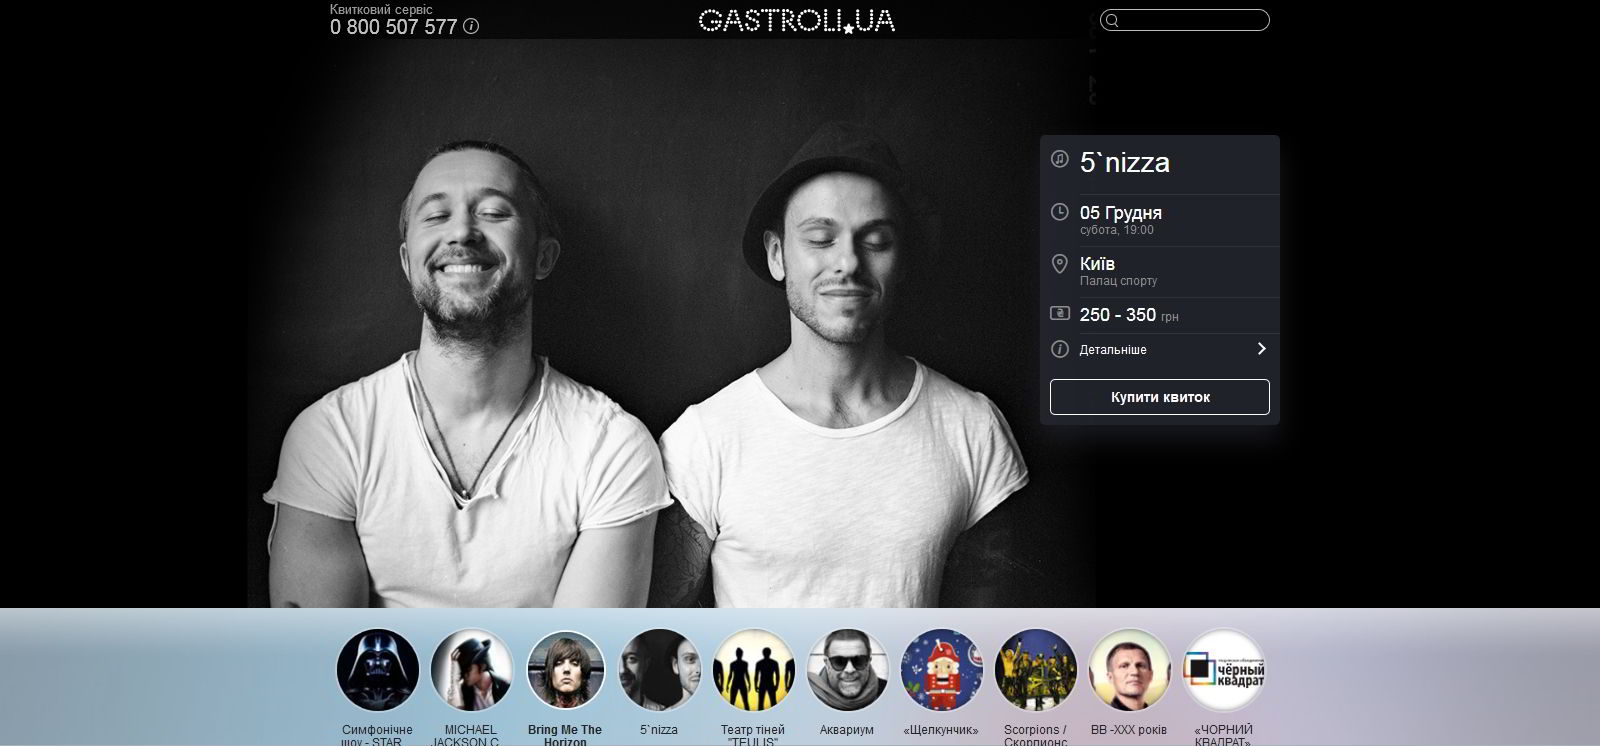 Квитковий сервіс
0 800 507 577
GASTROLI.UA
5`nizza
05 Грудня
субота, 19:00
Київ
Палац спорту
250 - 350 грн
Детальніше
Купити квиток
Симфонічне
шоу - STAR
MICHAEL
JACKSON C
Bring Me The
Horizon
5`nizza
Театр тіней
"TEULIS"
Аквариум
«Щелкунчик»
Scorpions /
Скорпионс
ВВ -XXX років
чёрный
квадрат
«ЧОРНИЙ
КВАДРАТ»